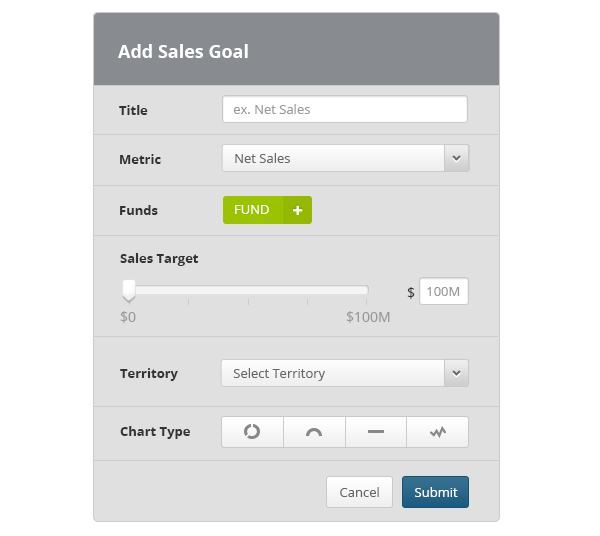 Add Sales Goal
Title
ex. Net Sales
Metric
Net Sales
Funds
FUND +
Sales Target
$ 100M
$0 $100M
Territory
Select Territory
Chart Type
Cancel Submit